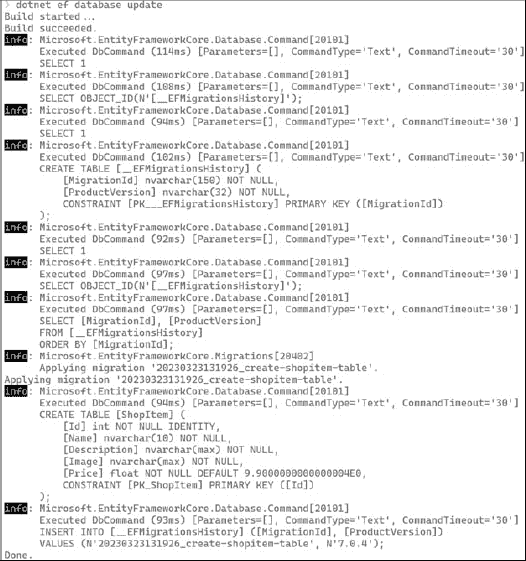 > dotnet ef database update
Build started...
Build succeeded.
info: Microsoft.EntityFrameworkCore.Database.Command[20101]
Executed DbCommand (114ms) [Parameters=[], CommandType='Text', CommandTimeout='30']
SELECT 1
info: Microsoft.EntityFrameworkCore.Database.Command[20101]
Executed DbCommand (108ms) [Parameters=[], CommandType='Text', CommandTimeout='30']
SELECT OBJECT_ID(N'[__EFMigrationsHistory]');
info: Microsoft.EntityFrameworkCore.Database.Command[20101]
Executed DbCommand (94ms) [Parameters=[], CommandType='Text', CommandTimeout='30']
SELECT 1
info: Microsoft.EntityFrameworkCore.Database.Command[20101]
Executed DbCommand (102ms) [Parameters=[], CommandType='Text', CommandTimeout='30']
CREATE TABLE [__EFMigrationsHistory] (
[MigrationId] nvarchar(150) NOT NULL,
[ProductVersion] nvarchar(32) NOT NULL,
CONSTRAINT [PK___EFMigrationsHistory] PRIMARY KEY ([MigrationId])
);
info: Microsoft.EntityFrameworkCore.Database.Command[20101]
Executed DbCommand (92ms) [Parameters=[], CommandType='Text', CommandTimeout='30']
SELECT 1
info: Microsoft.EntityFrameworkCore.Database.Command[20101]
Executed DbCommand (97ms) [Parameters=[], CommandType='Text', CommandTimeout='30']
SELECT OBJECT_ID(N'[__EFMigrationsHistory]');
info: Microsoft.EntityFrameworkCore.Database.Command[20101]
Executed DbCommand (97ms) [Parameters=[], CommandType='Text', CommandTimeout='30']
SELECT [MigrationId], [ProductVersion]
FROM [__EFMigrationsHistory]
ORDER BY [MigrationId];
info: Microsoft.EntityFrameworkCore.Migrations[20402]
Applying migration '20230323131926_create-shopitem-table'.
Applying migration '20230323131926_create-shopitem-table'.
info: Microsoft.EntityFrameworkCore.Database.Command[20101]
Executed DbCommand (94ms) [Parameters=[], CommandType='Text', CommandTimeout='30']
CREATE TABLE [ShopItem] (
[Id] int NOT NULL IDENTITY,
[Name] nvarchar(10) NOT NULL,
[Description] nvarchar(max) NOT NULL,
[Image] nvarchar(max) NOT NULL,
[Price] float NOT NULL DEFAULT 9.9000000000000004E0,
CONSTRAINT [PK_ShopItem] PRIMARY KEY ([Id])
);
info: Microsoft.EntityFrameworkCore.Database.Command[20101]
Executed DbCommand (93ms) [Parameters=[], CommandType='Text', CommandTimeout='30']
INSERT INTO [__EFMigrationsHistory] ([MigrationId], [ProductVersion])
VALUES (N'20230323131926_create-shopitem-table', N'7.0.4');
Done.